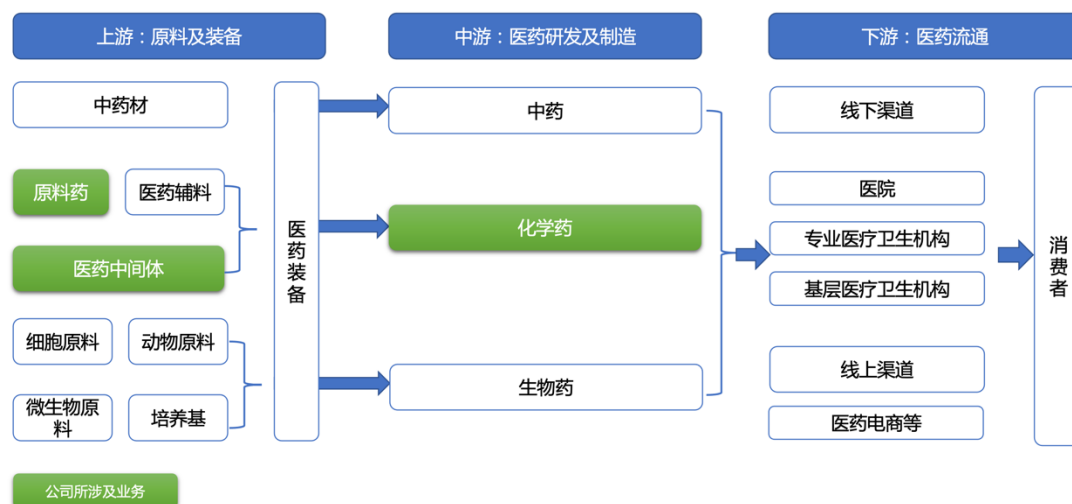 上游：原料及装备
中游：医药研发及制造
下游：医药流通
中药材
原料药
医药辅料
医药中间体
细胞原料
动物原料
微生物原
料
培养基
医药装备
中药
化学药
生物药
线下渠道
医院
专业医疗卫生机构
基层医疗卫生机构
线上渠道
医药电商等
消费者
公司所涉及业务